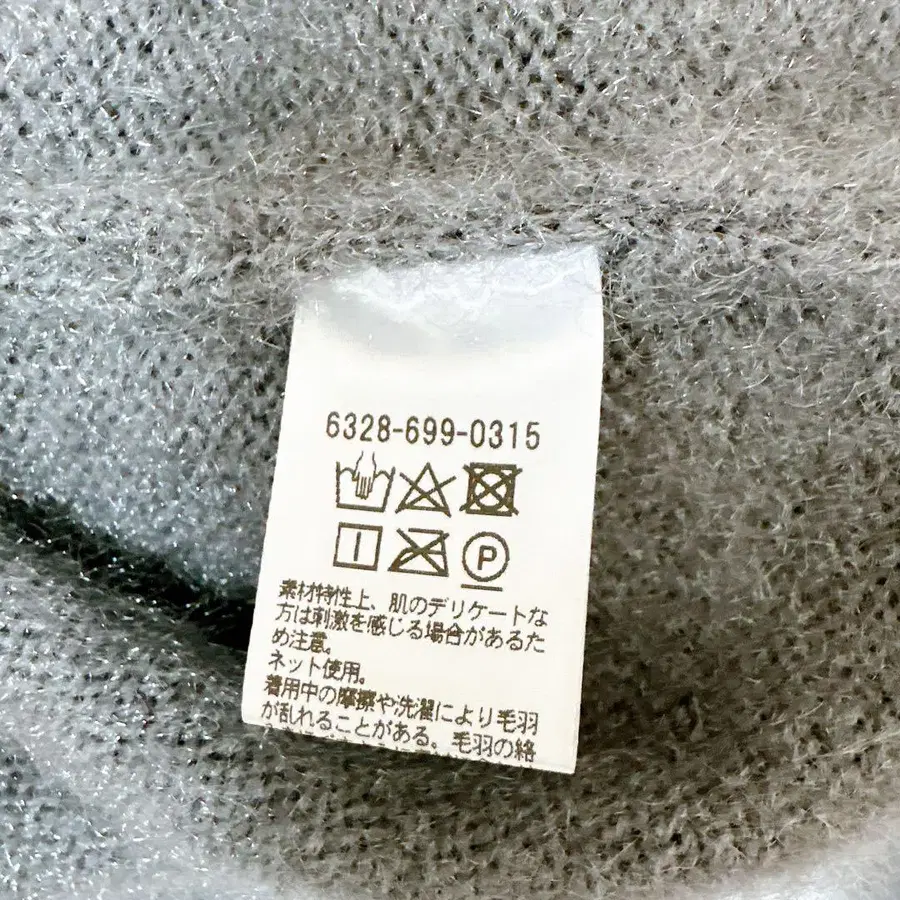 6328-699-0315
P
素材特性上、肌のデリケートな
方は刺激を感じる場合があるた
め注意。
ネット使用。
着用中の摩擦や洗濯により毛羽
が乱れることがある。毛羽の絡